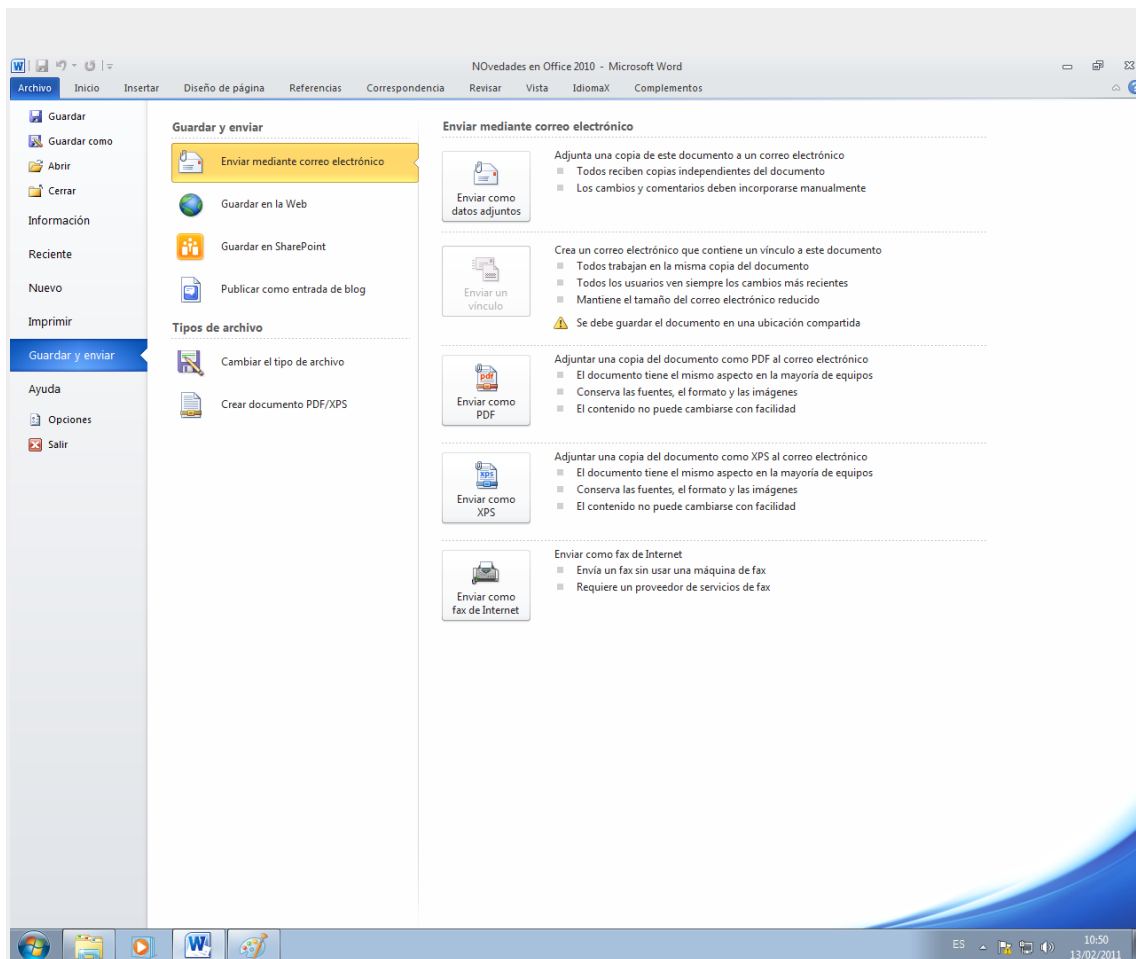 NOvedades en Office 2010 - Microsoft Word
Archivo Inicio Insertar Diseño de página Referencias Correspondencia Revisar Vista IdiomaX Complementos
Guardar
Guardar como
Abrir
Cerrar
Información
Reciente
Nuevo
Imprimir
Guardar y enviar
Ayuda
Opciones
Salir
Guardar y enviar
Enviar mediante correo electrónico
Guardar en la Web
Guardar en SharePoint
Publicar como entrada de blog
Tipos de archivo
Cambiar el tipo de archivo
Crear documento PDF/XPS
Enviar mediante correo electrónico
Enviar como
datos adjuntos
Adjunta una copia de este documento a un correo electrónico
Todos reciben copias independientes del documento
Los cambios y comentarios deben incorporarse manualmente
Enviar un
vínculo
Crea un correo electrónico que contiene un vínculo a este documento
Todos trabajan en la misma copia del documento
Todos los usuarios ven siempre los cambios más recientes
Mantiene el tamaño del correo electrónico reducido
Se debe guardar el documento en una ubicación compartida
pdf
Enviar como
PDF
Adjuntar una copia del documento como PDF al correo electrónico
El documento tiene el mismo aspecto en la mayoría de equipos
Conserva las fuentes, el formato y las imágenes
El contenido no puede cambiarse con facilidad
xps
Enviar como
XPS
Adjuntar una copia del documento como XPS al correo electrónico
El documento tiene el mismo aspecto en la mayoría de equipos
Conserva las fuentes, el formato y las imágenes
El contenido no puede cambiarse con facilidad
Enviar como
fax de Internet
Enviar como fax de Internet
Envía un fax sin usar una máquina de fax
Requiere un proveedor de servicios de fax
ES
10:50
13/02/2011